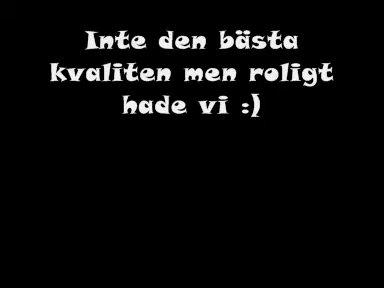 Inte den bästa
kvaliten men roligt
hade vi :)